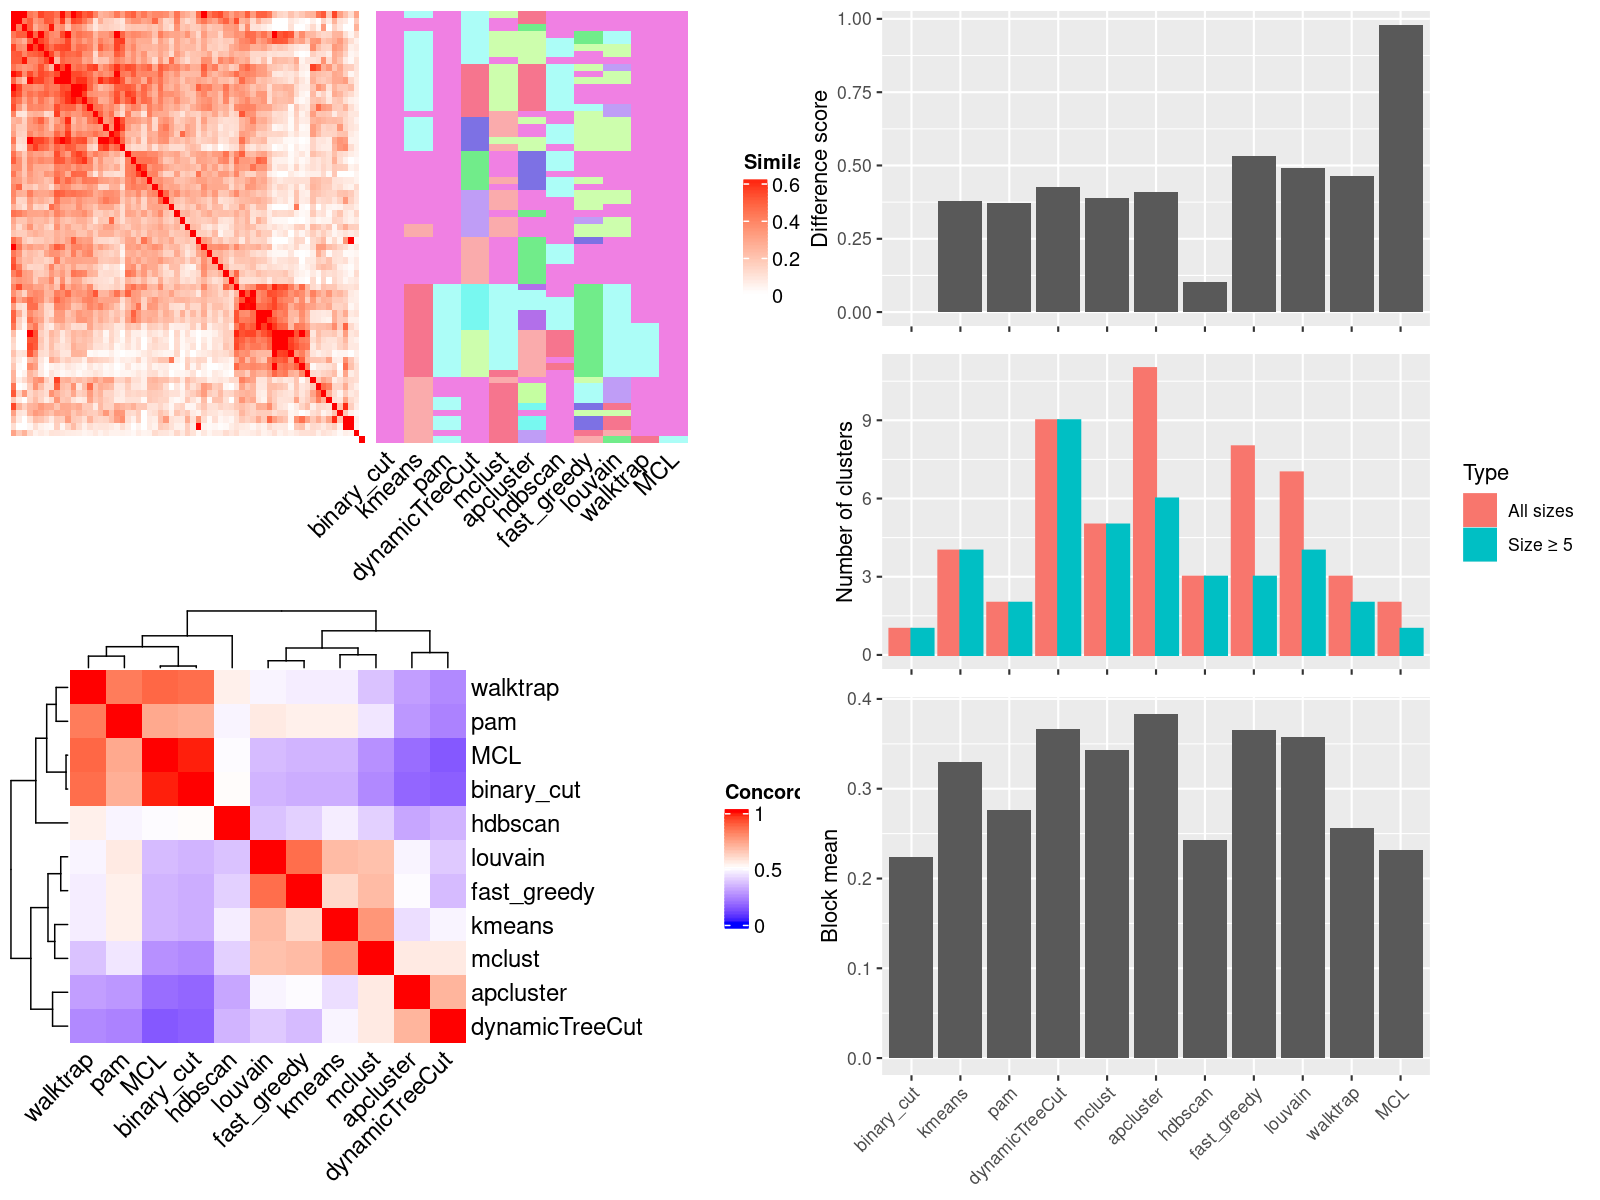 Simila
0.6
0.4
0.2
0
binary_cut
kmeans
pam
dynamicTreeCut
mclust
apcluster
hdbscan
fast_greedy
louvain
walktrap
MCL
walktrap
pam
MCL
binary_cut
hdbscan
louvain
fast_greedy
kmeans
mclust
apcluster
dynamicTreeCut
walktrap
pam
MCL
binary_cut
hdbscan
louvain
fast_greedy
kmeans
mclust
apcluster
dynamicTreeCut
Concord
1
0.5
0
Difference score
1.00
0.75
0.50
0.25
0.00
Number of clusters
9
6
3
0
Type
All sizes
Size ≥ 5
Block mean
0.4
0.3
0.2
0.1
0.0
binary_cut
kmeans
pam
dynamicTreeCut
mclust
apcluster
hdbscan
fast_greedy
louvain
walktrap
MCL